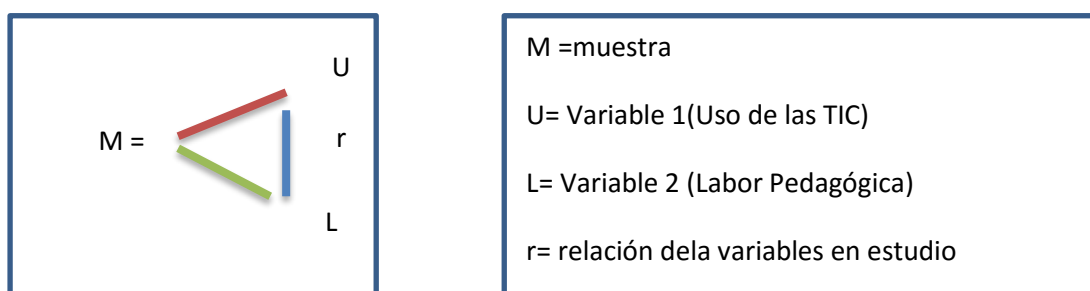 U
M =
r
L
M =muestra
U= Variable 1(Uso de las TIC)
L= Variable 2 (Labor Pedagógica)
r= relación dela variables en estudio